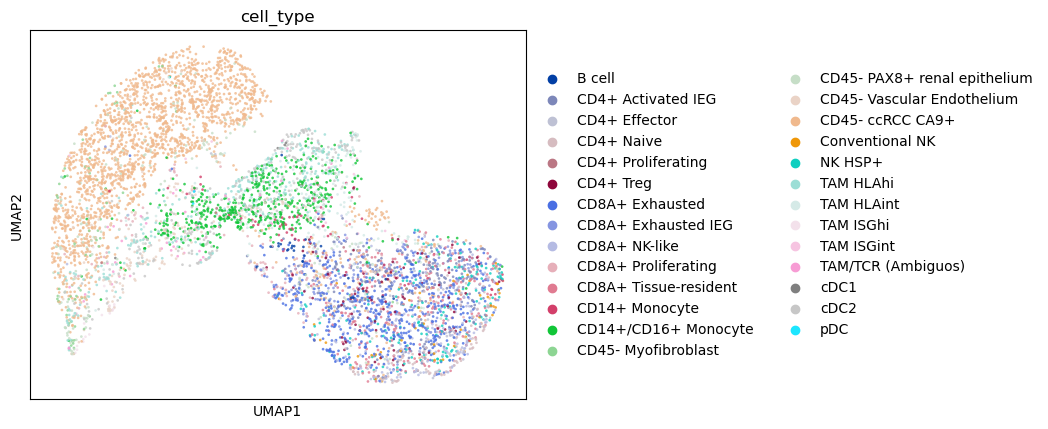 cell_type
UMAP2
UMAP1
B cell
CD4+ Activated IEG
CD4+ Effector
CD4+ Naive
CD4+ Proliferating
CD4+ Treg
CD8A+ Exhausted
CD8A+ Exhausted IEG
CD8A+ NK-like
CD8A+ Proliferating
CD8A+ Tissue-resident
CD14+ Monocyte
CD14+/CD16+ Monocyte
CD45- Myofibroblast
CD45- PAX8+ renal epithelium
CD45- Vascular Endothelium
CD45- ccRCC CA9+
Conventional NK
NK HSP+
TAM HLAhi
TAM HLAint
TAM ISGhi
TAM ISGint
TAM/TCR (Ambiguos)
cDC1
cDC2
pDC